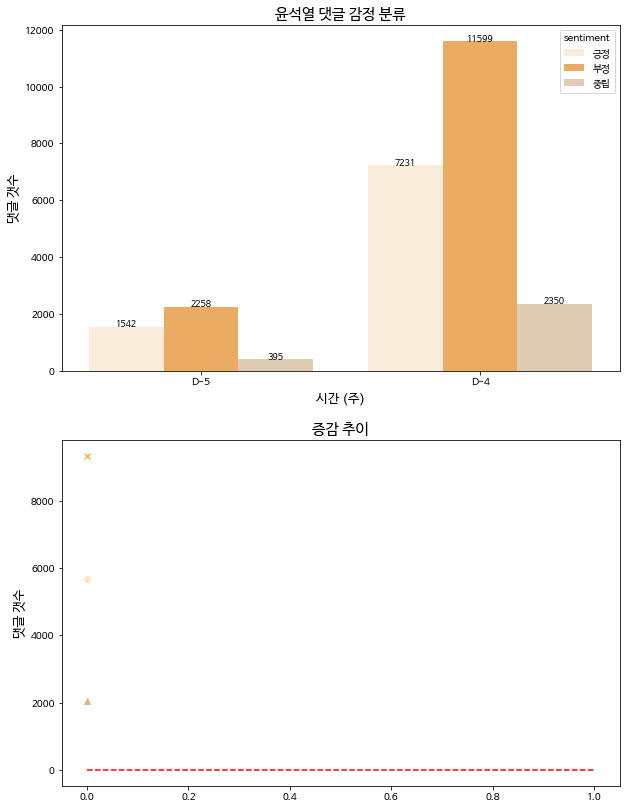 윤석열 댓글 감정 분류
12000
10000
8000
6000
4000
2000
0
댓글 갯수
sentiment
긍정
부정
중립
1542
2258
395
7231
11599
2350
D−5
D−4
시간 (주)
증감 추이
8000
6000
4000
2000
0
댓글 갯수
0.0
0.2
0.4
0.6
0.8
1.0